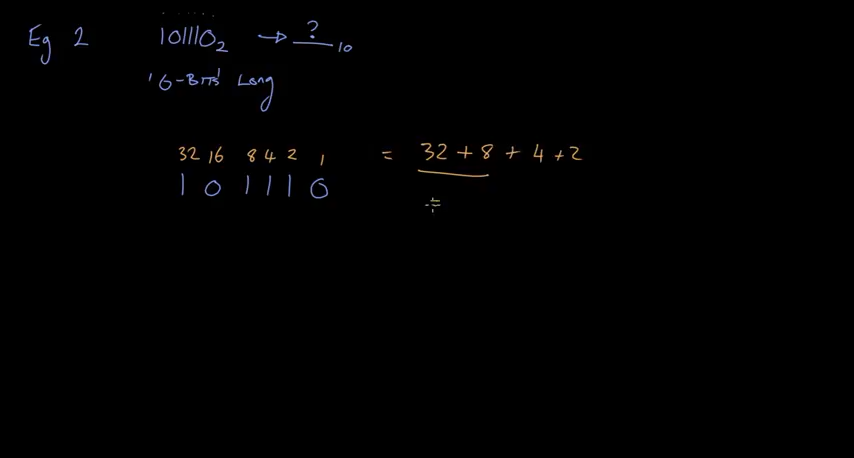 Eg 2 101110₂ → ?₁₀
'6-BITS' LONG
32 16 8 4 2 1 = 32 + 8 + 4 + 2
1 0 1 1 1 0